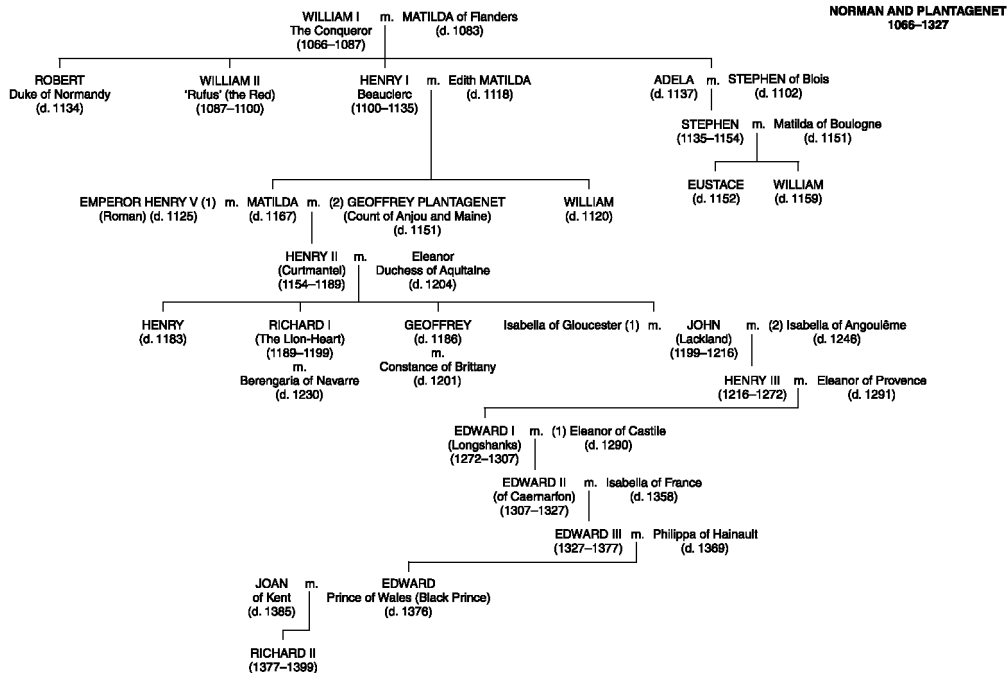 NORMAN AND PLANTAGENET
1066–1327
WILLIAM I m. MATILDA of Flanders
The Conqueror (d. 1083)
(1066–1087)
ROBERT
Duke of Normandy
(d. 1134)
WILLIAM II
'Rufus' (the Red)
(1087–1100)
HENRY I m. Edith MATILDA
Beauclerc (d. 1118)
(1100–1135)
ADELA m. STEPHEN of Blois
(d. 1137) (d. 1102)
STEPHEN m. Matilda of Boulogne
(1135–1154) (d. 1151)
EUSTACE
(d. 1152)
WILLIAM
(d. 1159)
EMPEROR HENRY V (1) m. MATILDA m. (2) GEOFFREY PLANTAGENET
(Roman) (d. 1125) (d. 1167) (Count of Anjou and Maine)
(d. 1151)
WILLIAM
(d. 1120)
HENRY II m. Eleanor
(Curtmantel) Duchess of Aquitaine
(1154–1189) (d. 1204)
HENRY
(d. 1183)
RICHARD I
(The Lion-Heart)
(1189–1199)
m.
Berengaria of Navarre
(d. 1230)
GEOFFREY
(d. 1186)
m.
Constance of Brittany
(d. 1201)
Isabella of Gloucester (1) m. JOHN m. (2) Isabella of Angoulême
(Lackland) (d. 1246)
(1199–1216)
HENRY III m. Eleanor of Provence
(1216–1272) (d. 1291)
EDWARD I m. (1) Eleanor of Castile
(Longshanks) (d. 1290)
(1272–1307)
EDWARD II m. Isabella of France
(of Caernarfon) (d. 1358)
(1307–1327)
EDWARD III m. Philippa of Hainault
(1327–1377) (d. 1369)
JOAN m. EDWARD
of Kent Prince of Wales (Black Prince)
(d. 1385) (d. 1376)
RICHARD II
(1377–1399)